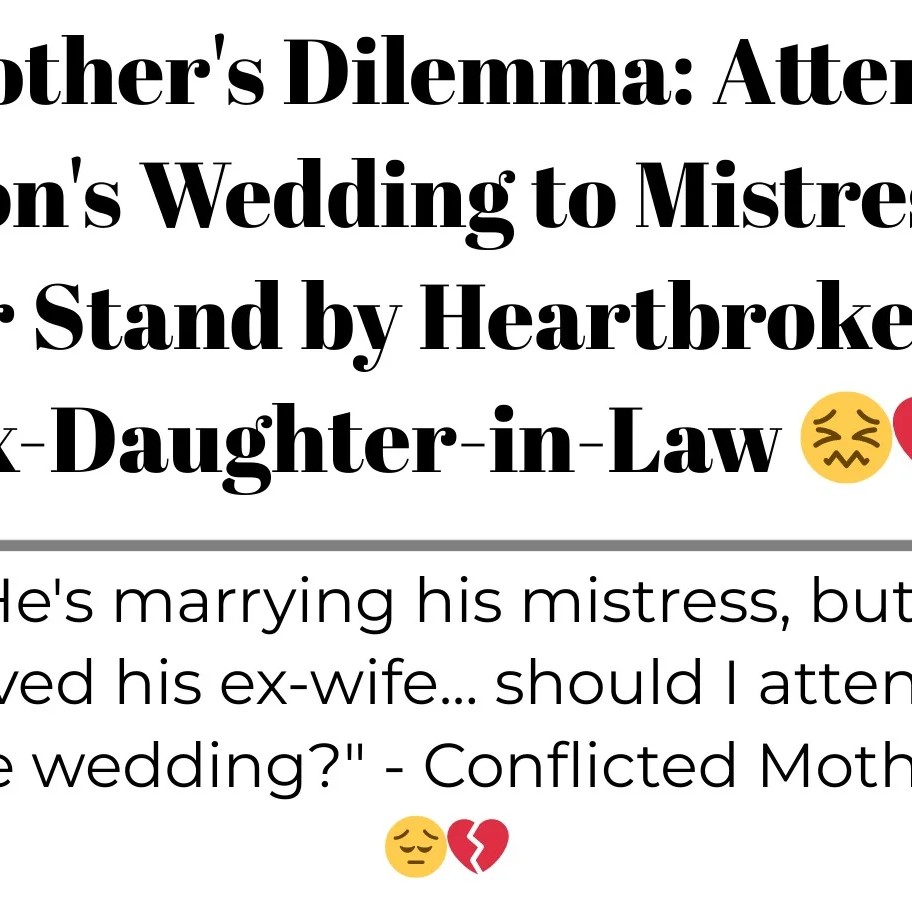 other's Dilemma: Atten
on's Wedding to Mistres
r Stand by Heartbroke
x-Daughter-in-Law 😖💔
He's marrying his mistress, but
ved his ex-wife... should I atten
e wedding?" - Conflicted Moth
😔💔